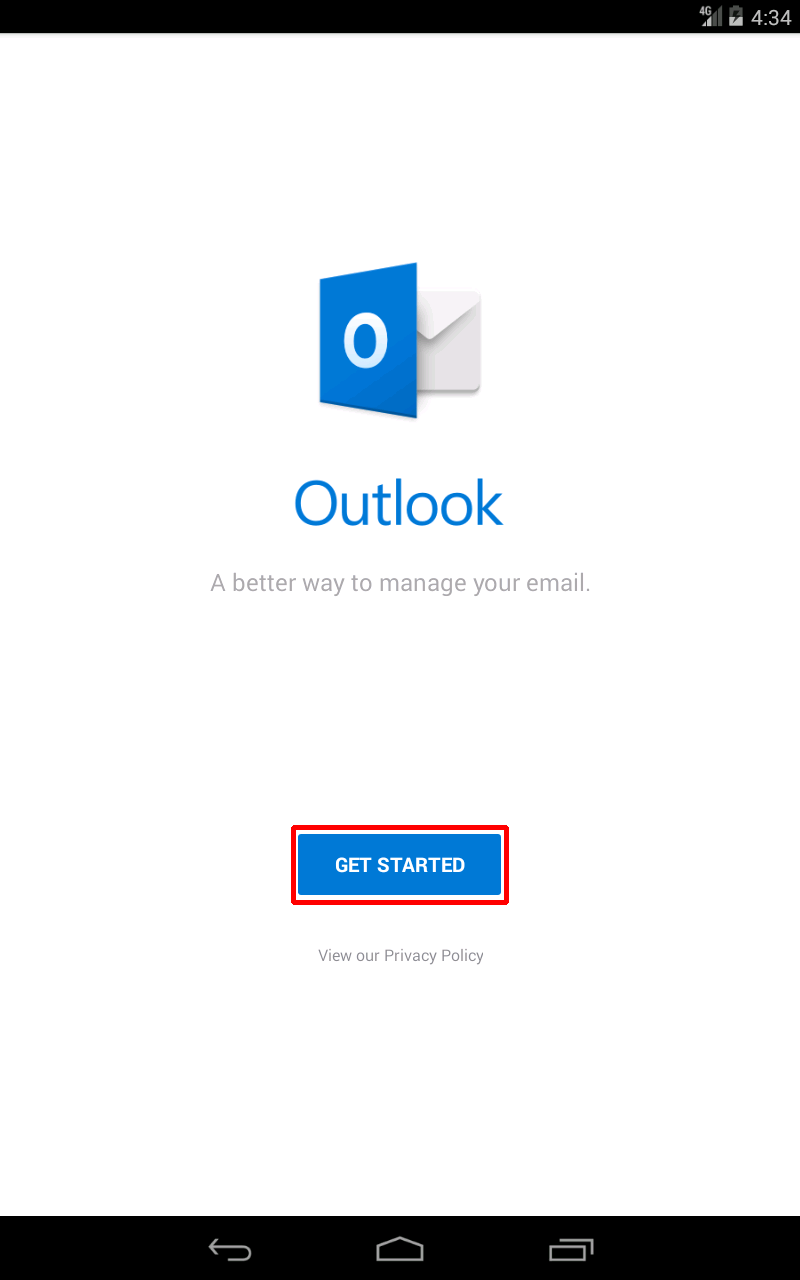 4G 4:34
O
Outlook
A better way to manage your email.
GET STARTED
View our Privacy Policy